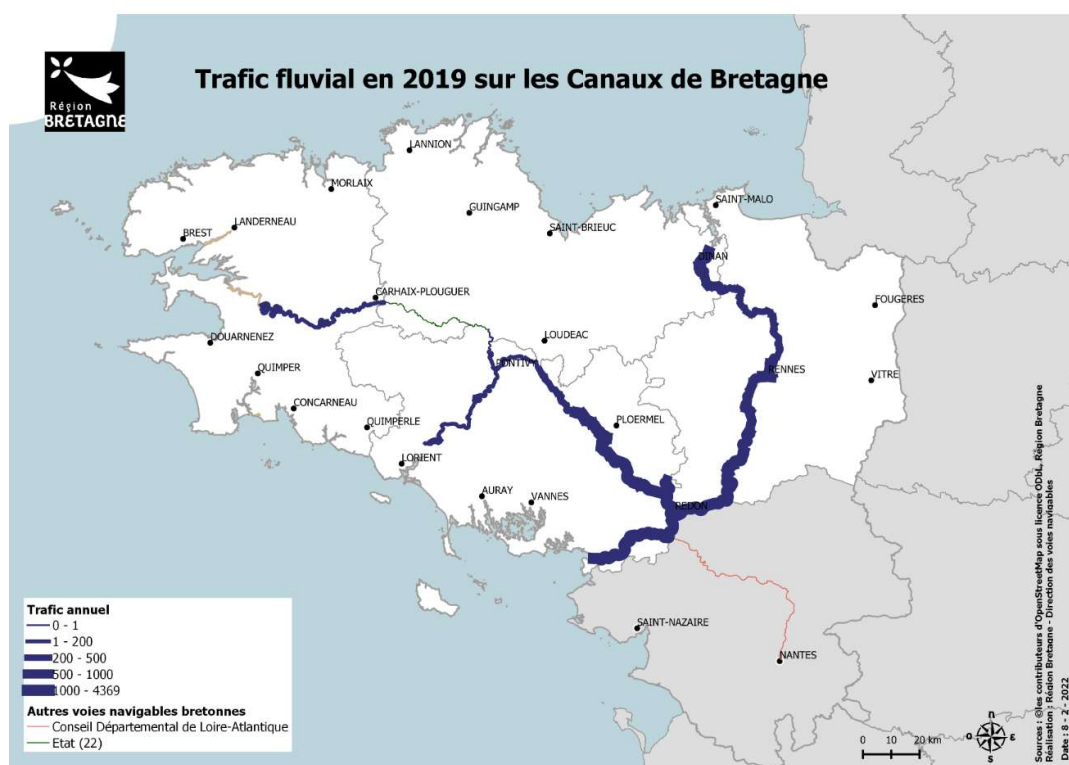 Région
BRETAGNE
Trafic fluvial en 2019 sur les Canaux de Bretagne
LANNION
MORLAIX
GUINGAMP
SAINT-MALO
LANDERNEAU
BREST
SAINT-BRIEUC
DINAN
CARHAIX-PLOUGUER
FOUGERES
DOUARNENEZ
LOUDEAC
PONTIVY
RENNES
VITRE
QUIMPER
CONCARNEAU
QUIMPERLE
PLOERMEL
LORIENT
AURAY
VANNES
REDON
SAINT-NAZAIRE
NANTES
Trafic annuel
0 - 1
1 - 200
200 - 500
500 - 1000
1000 - 4369
Autres voies navigables bretonnes
Conseil Départemental de Loire-Atlantique
Etat (22)
0 10 20 km
n
o ε
s
Sources : ©les contributeurs d'OpenStreetMap sous licence ODbL, Région Bretagne
Réalisation : Région Bretagne - Direction des voies navigables
Date : 8 - 2 - 2022